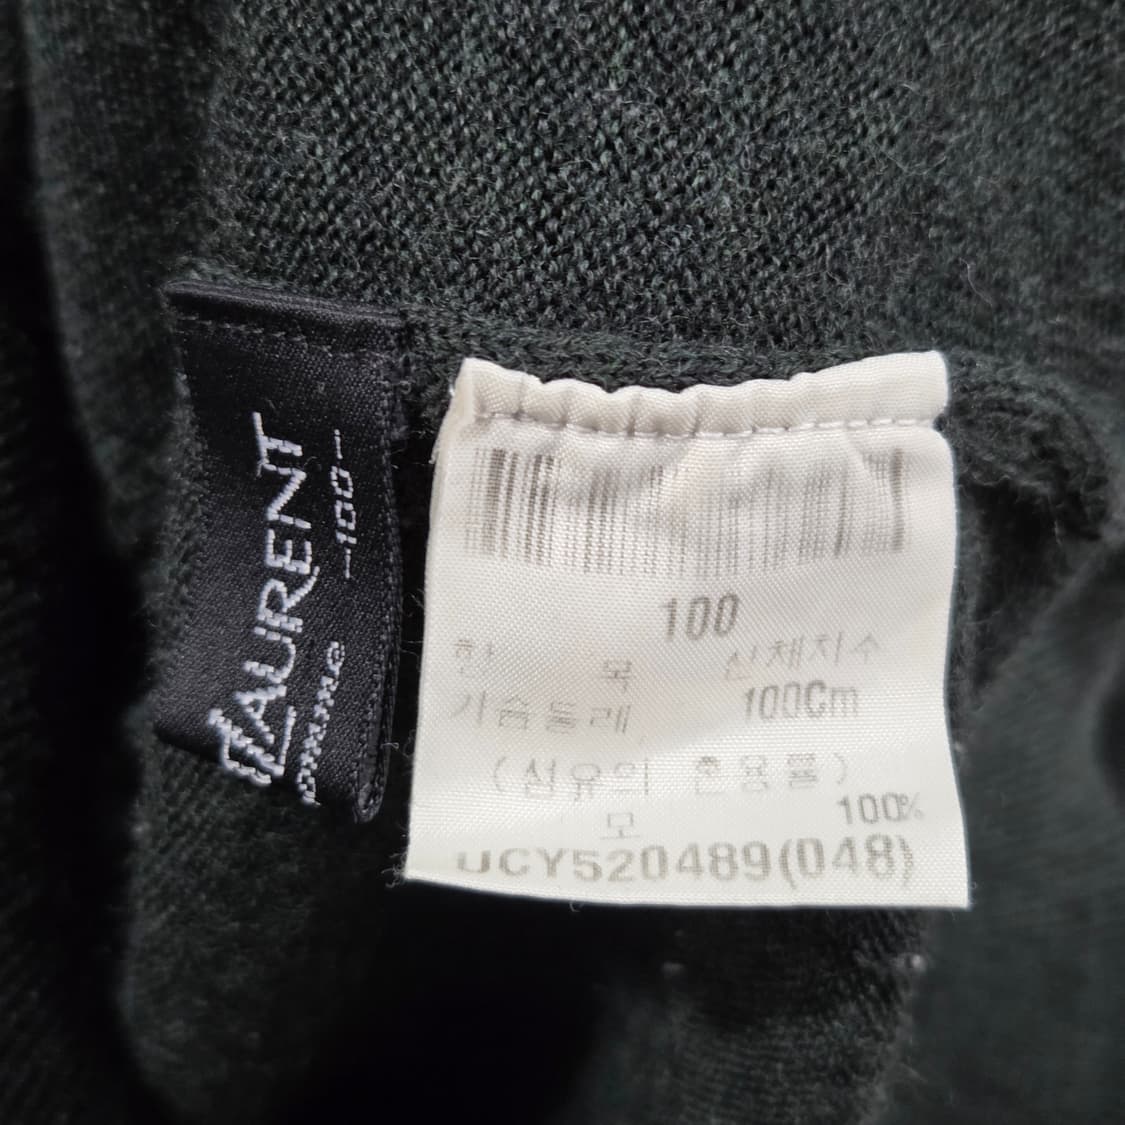 LAURENT
-100-
100
항 목 신체치수
가슴둘레 100Cm
(섬유의 혼용률)
모 100%
UCY520489(048)